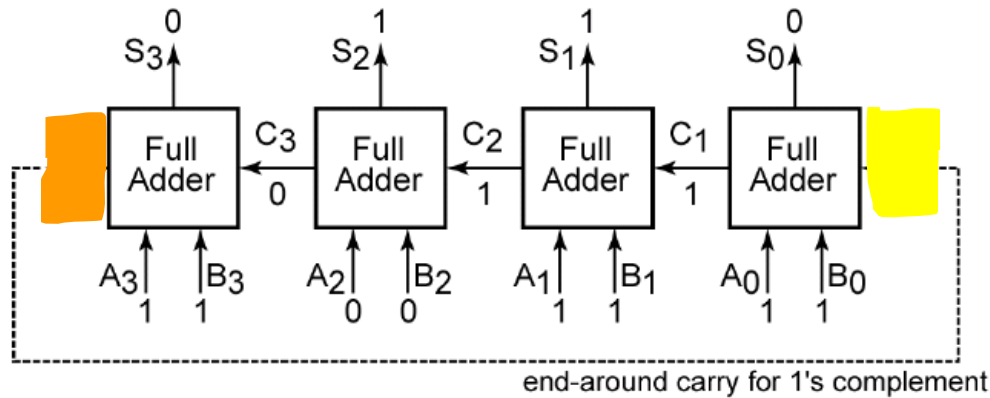 0 1 1 0
S3 S2 S1 S0
Full Adder C3 0 Full Adder C2 1 Full Adder C1 1 Full Adder
A3 B3 A2 B2 A1 B1 A0 B0
1 1 0 0 1 1 1 1
end-around carry for 1's complement